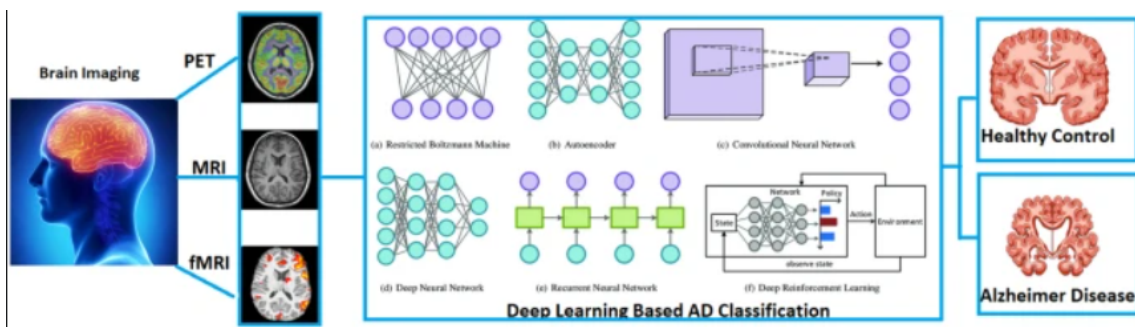 Brain Imaging
PET
MRI
fMRI
(a) Restricted Boltzmann Machine
(b) Autoencoder
(c) Convolutional Neural Network
(d) Deep Neural Network
(e) Recurrent Neural Network
Network
Policy
State
Action
Environment
observe state
(f) Deep Reinforcement Learning
Deep Learning Based AD Classification
Healthy Control
Alzheimer Disease